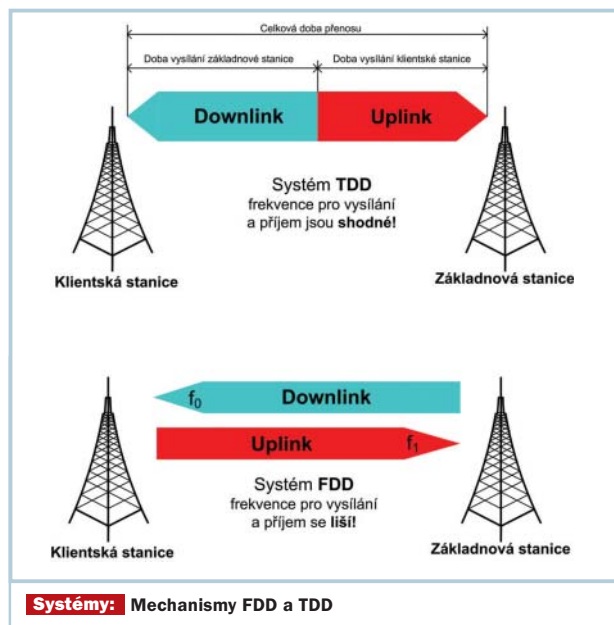 Celková doba přenosu
Doba vysílání základnové stanice
Doba vysílání klientské stanice
Downlink
Uplink
Systém TDD
frekvence pro vysílání
a příjem jsou shodné!
Klientská stanice
Základnová stanice
f0
Downlink
Uplink
f1
Systém FDD
frekvence pro vysílání
a příjem se liší!
Klientská stanice
Základnová stanice
Systémy: Mechanismy FDD a TDD